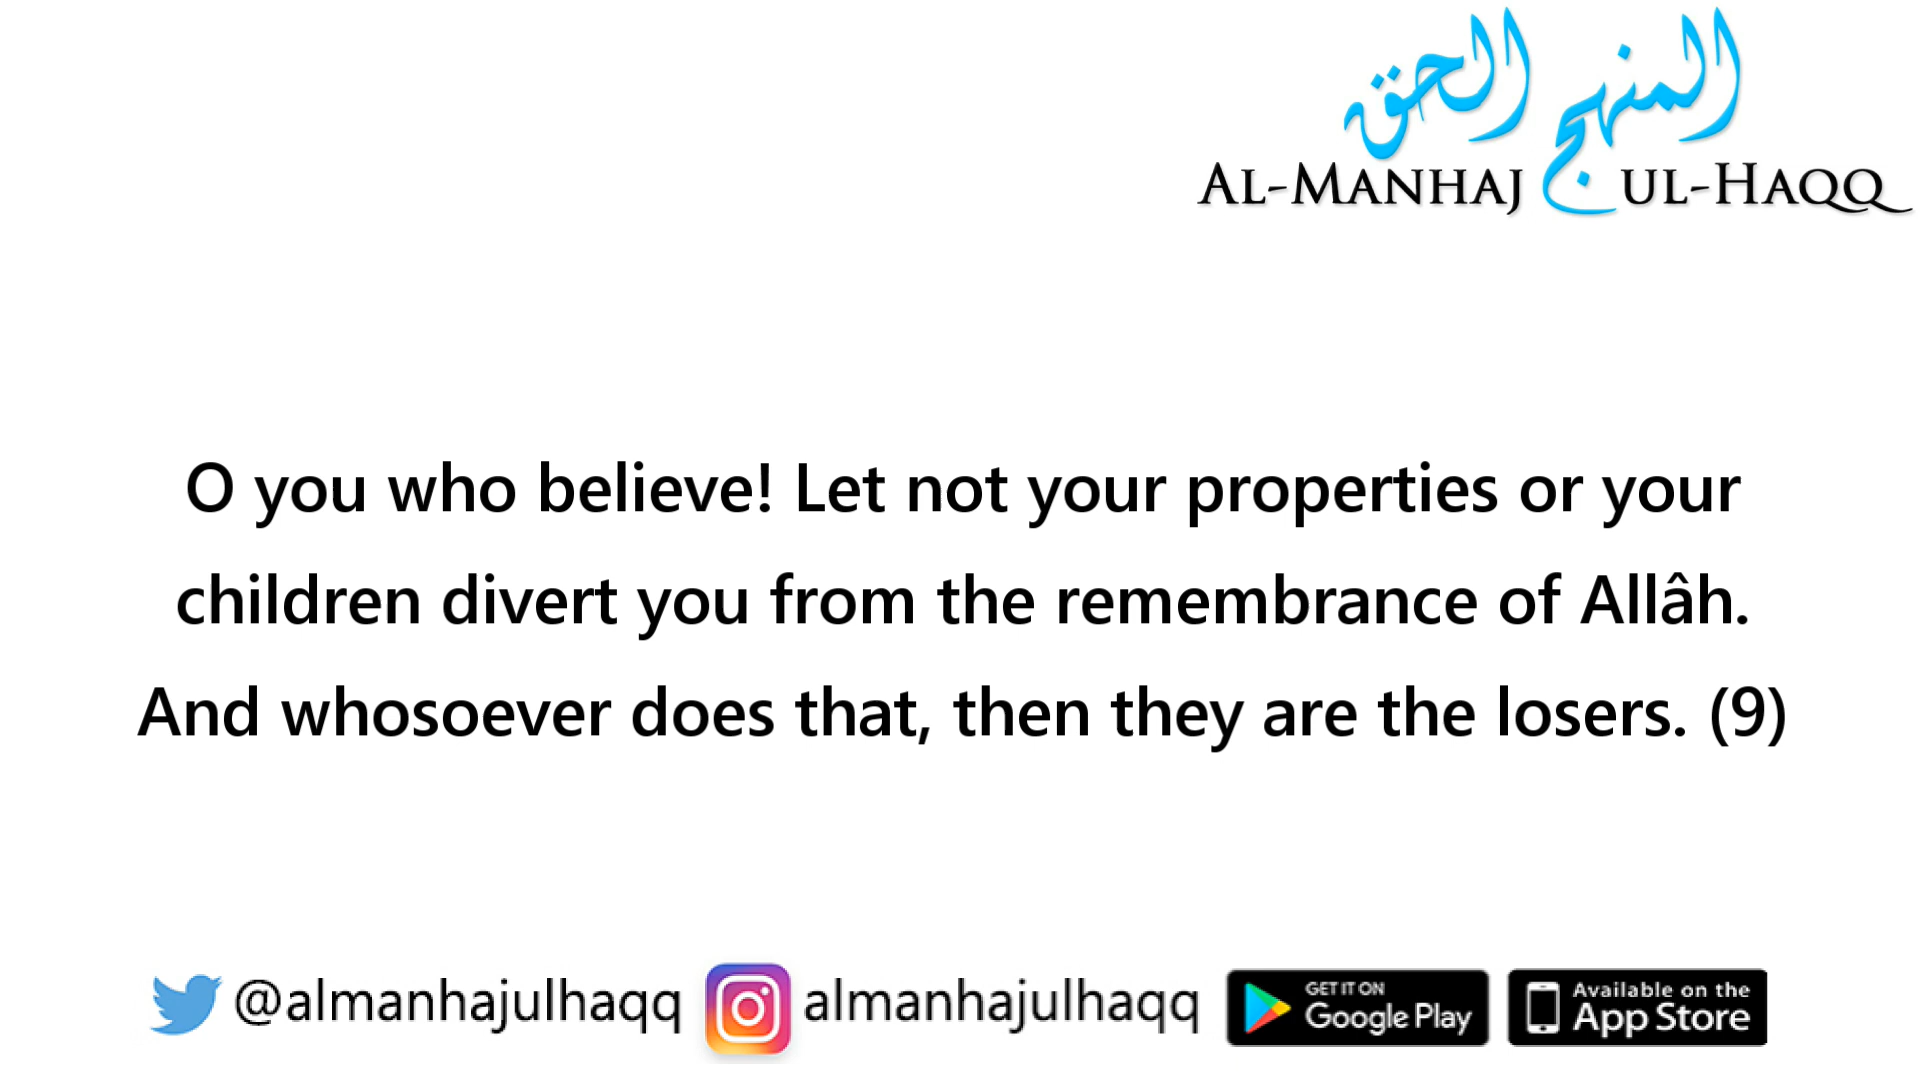 المنهج الحق
AL-MANHAJ UL-HAQQ
O you who believe! Let not your properties or your
children divert you from the remembrance of Allâh.
And whosoever does that, then they are the losers. (9)
@almanhajulhaqq almanhajulhaqq GET IT ON Google Play Available on the App Store